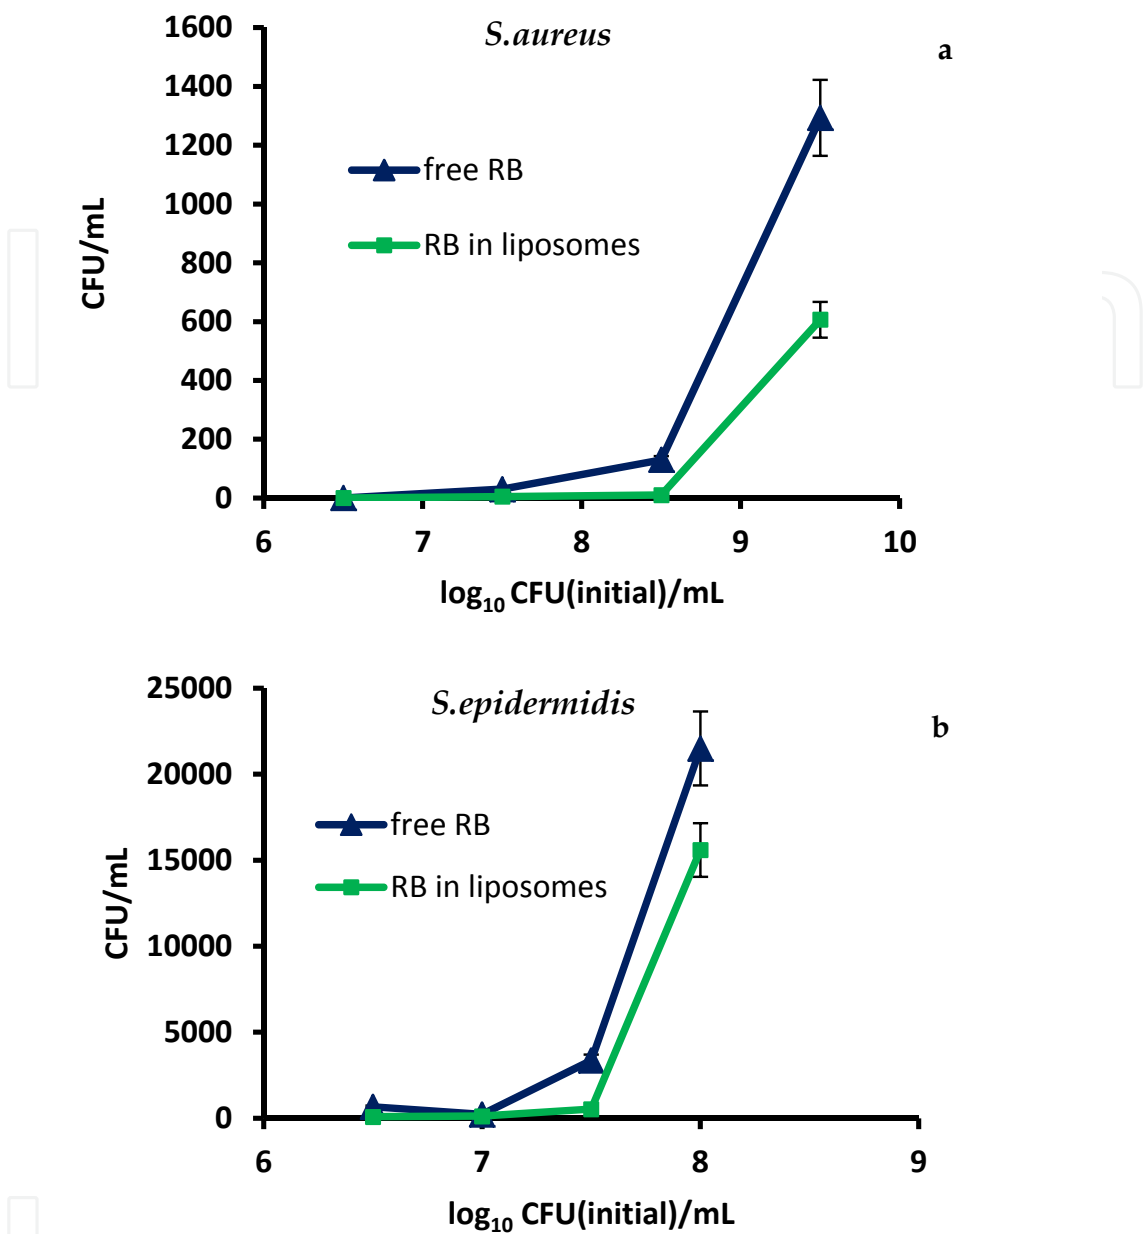 S.aureus
a
1600
1400
1200
1000
800
600
400
200
0
CFU/mL
free RB
RB in liposomes
6 7 8 9 10
log₁₀ CFU(initial)/mL
S.epidermidis
b
25000
20000
15000
10000
5000
0
CFU/mL
free RB
RB in liposomes
6 7 8 9
log₁₀ CFU(initial)/mL